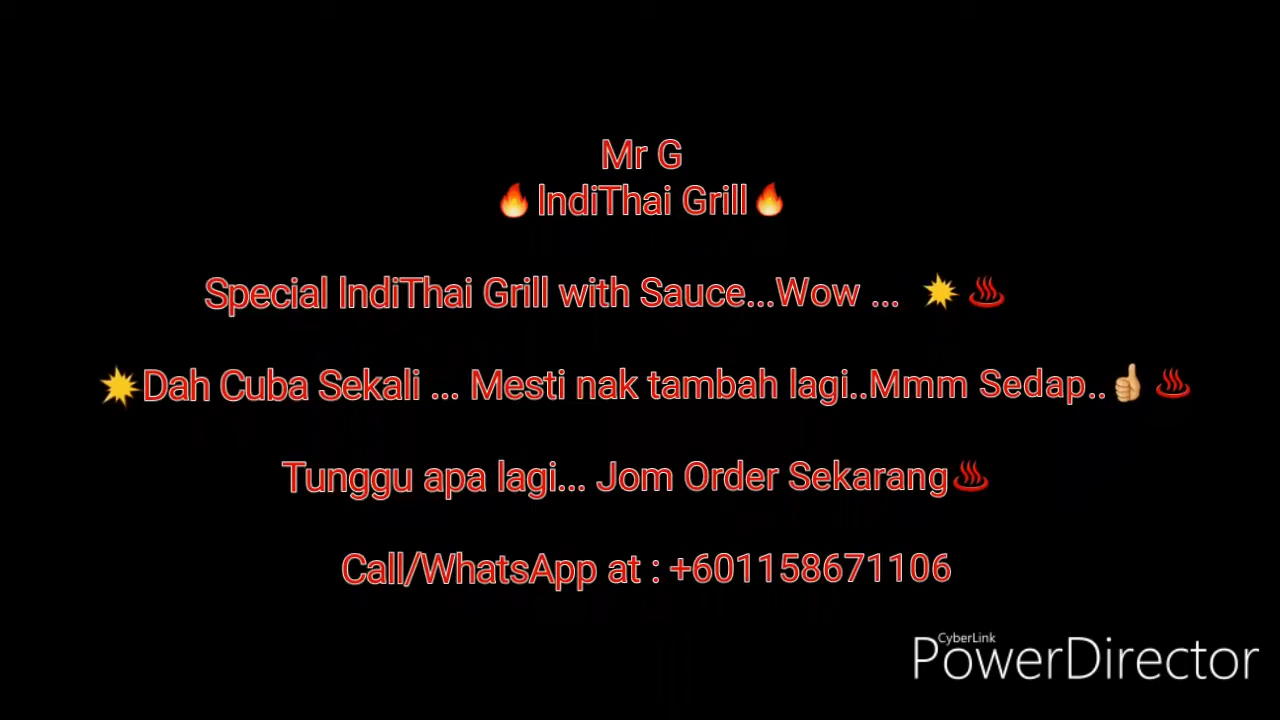 Mr G
🔥IndiThai Grill🔥
Special IndiThai Grill with Sauce...Wow ... 💥♨️
💥Dah Cuba Sekali ... Mesti nak tambah lagi..Mmm Sedap..👍🏼♨️
Tunggu apa lagi... Jom Order Sekarang♨️
Call/WhatsApp at : +601158671106
CyberLink
PowerDirector